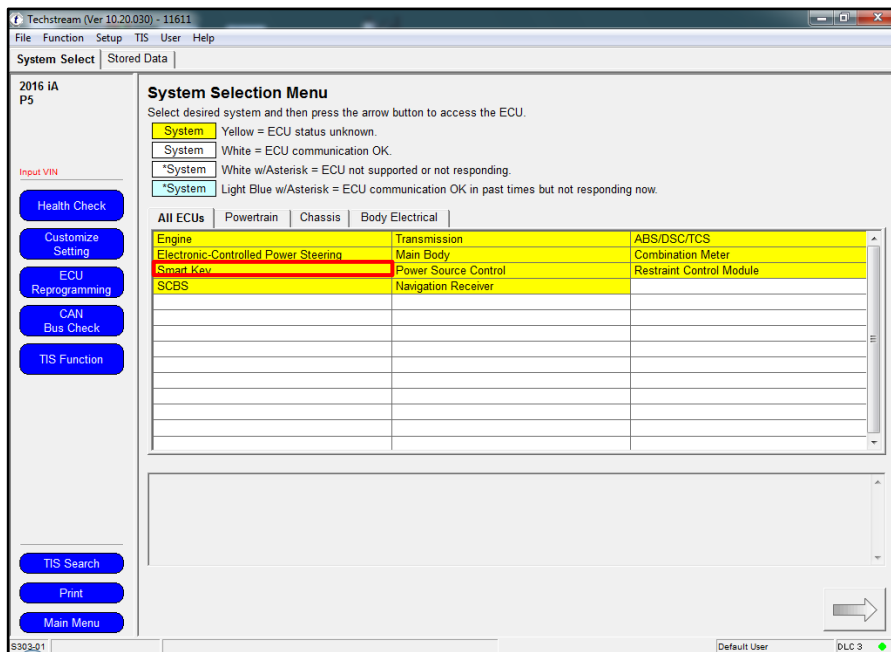 Techstream (Ver 10.20.030) - 11611
File Function Setup TIS User Help
System Select Stored Data
2016 iA
P5
Input VIN
Health Check
Customize
Setting
ECU
Reprogramming
CAN
Bus Check
TIS Function
TIS Search
Print
Main Menu
System Selection Menu
Select desired system and then press the arrow button to access the ECU.
System Yellow = ECU status unknown.
System White = ECU communication OK.
*System White w/Asterisk = ECU not supported or not responding.
*System Light Blue w/Asterisk = ECU communication OK in past times but not responding now.
All ECUs Powertrain Chassis Body Electrical
Engine Transmission ABS/DSC/TCS
Electronic-Controlled Power Steering Main Body Combination Meter
Smart Key Power Source Control Restraint Control Module
SCBS Navigation Receiver
S303-01 Default User DLC 3